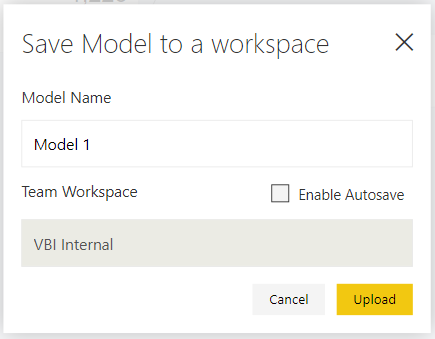 Save Model to a workspace
Model Name
Model 1
Team Workspace
Enable Autosave
VBI Internal
Cancel
Upload